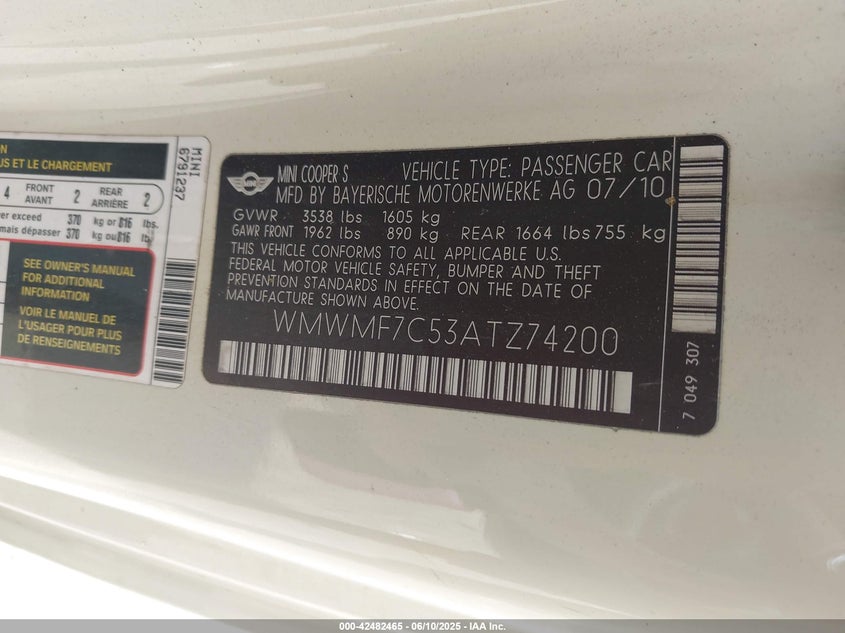 ON
US ET LE CHARGEMENT
4 FRONT AVANT 2 REAR ARRIÈRE 2
ver exceed 370 kg or 816 lbs.
mais dépasser 370 kg ou 816 lb
SEE OWNER'S MANUAL
FOR ADDITIONAL
INFORMATION
VOIR LE MANUEL DE
L'USAGER POUR PLUS
DE RENSEIGNEMENTS
MINI
6791237
MINI
MINI COOPER S VEHICLE TYPE: PASSENGER CAR
MFD BY BAYERISCHE MOTORENWERKE AG 07/10
GVWR 3538 lbs 1605 kg
GAWR FRONT 1962 lbs 890 kg REAR 1664 lbs 755 kg
THIS VEHICLE CONFORMS TO ALL APPLICABLE U.S.
FEDERAL MOTOR VEHICLE SAFETY, BUMPER AND THEFT
PREVENTION STANDARDS IN EFFECT ON THE DATE OF
MANUFACTURE SHOWN ABOVE.
WMWMF7C53ATZ74200
7 049 307
000-42482465 - 06/10/2025 - IAA Inc.